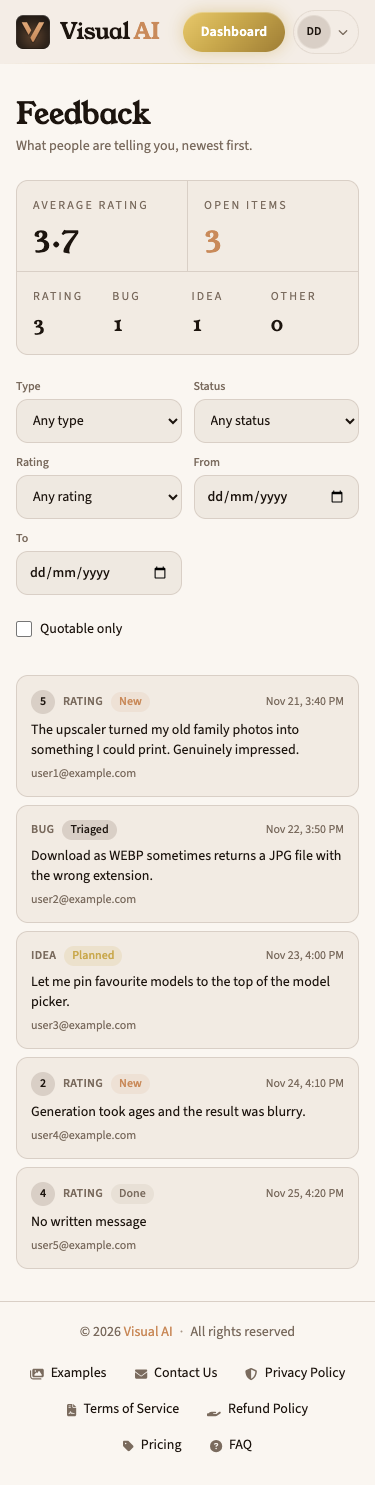 Visual AI
Dashboard
DD
Feedback
What people are telling you, newest first.
AVERAGE RATING
OPEN ITEMS
3.7
3
RATING
BUG
IDEA
OTHER
3
1
1
0
Type
Status
Any type
Any status
Rating
From
Any rating
dd/mm/yyyy
To
dd/mm/yyyy
Quotable only
5 RATING New Nov 21, 3:40 PM
The upscaler turned my old family photos into
something I could print. Genuinely impressed.
user1@example.com
BUG Triaged Nov 22, 3:50 PM
Download as WEBP sometimes returns a JPG file with
the wrong extension.
user2@example.com
IDEA Planned Nov 23, 4:00 PM
Let me pin favourite models to the top of the model
picker.
user3@example.com
2 RATING New Nov 24, 4:10 PM
Generation took ages and the result was blurry.
user4@example.com
4 RATING Done Nov 25, 4:20 PM
No written message
user5@example.com
© 2026 Visual AI · All rights reserved
Examples Contact Us Privacy Policy
Terms of Service Refund Policy
Pricing FAQ